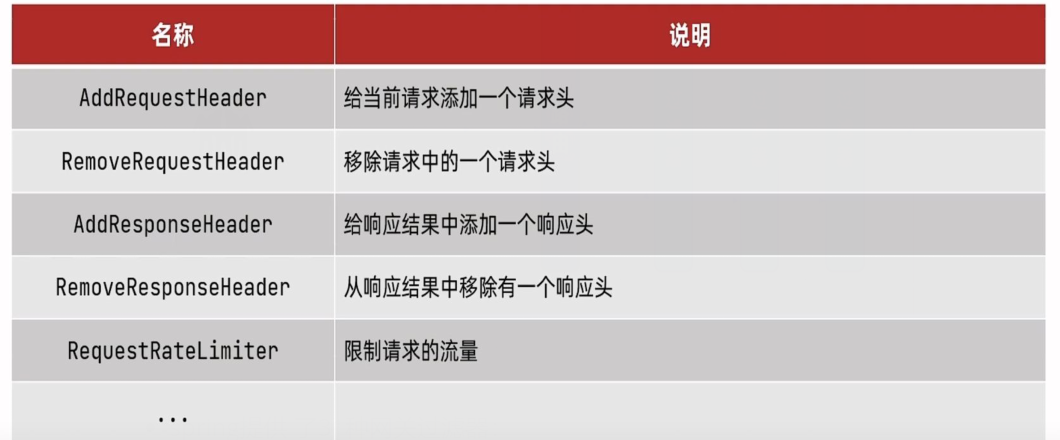 名称 说明
AddRequestHeader 给当前请求添加一个请求头
RemoveRequestHeader 移除请求中的一个请求头
AddResponseHeader 给响应结果中添加一个响应头
RemoveResponseHeader 从响应结果中移除有一个响应头
RequestRateLimiter 限制请求的流量
...